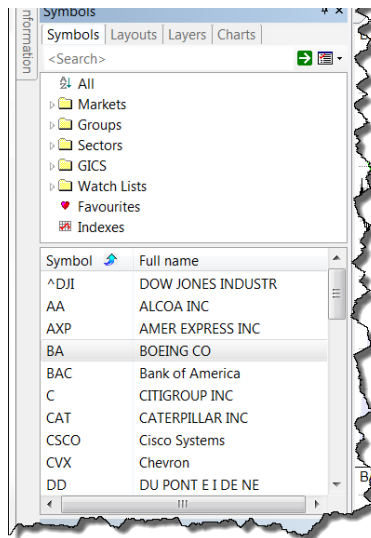 Symbols
Information
Symbols Layouts Layers Charts
<Search>
All
Markets
Groups
Sectors
GICS
Watch Lists
Favourites
Indexes
Symbol Full name
^DJI DOW JONES INDUSTR
AA ALCOA INC
AXP AMER EXPRESS INC
BA BOEING CO
BAC Bank of America
C CITIGROUP INC
CAT CATERPILLAR INC
CSCO Cisco Systems
CVX Chevron
DD DU PONT E I DE NE